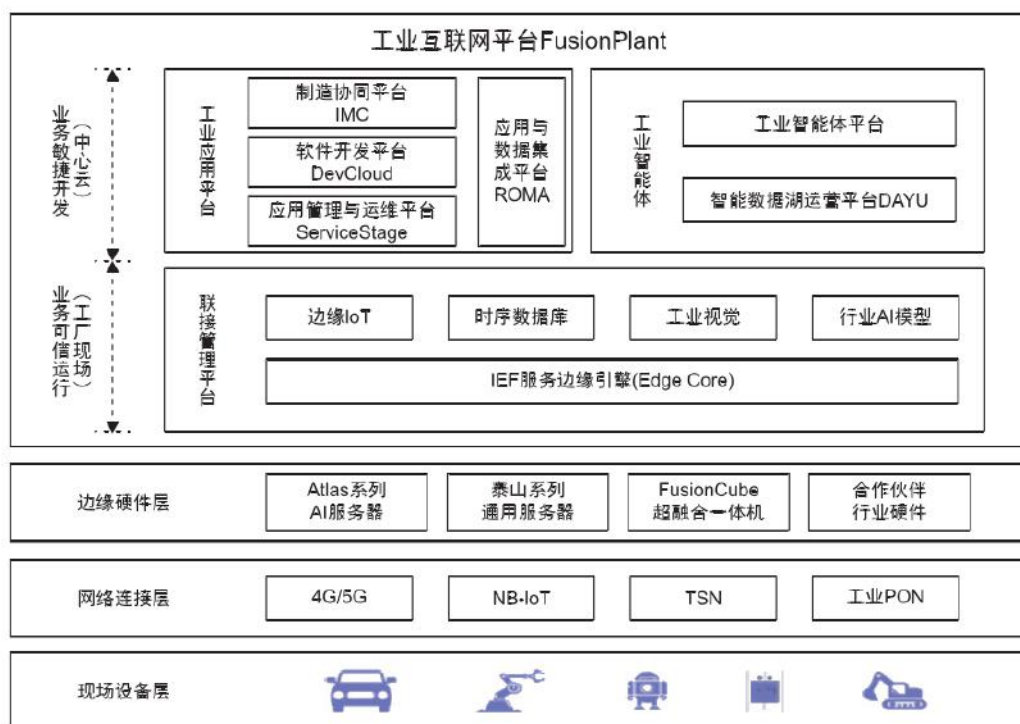 工业互联网平台FusionPlant
业务敏捷开发
（中心云）
工业应用平台
制造协同平台
IMC
软件开发平台
DevCloud
应用管理与运维平台
ServiceStage
应用与
数据集
成平台
ROMA
工业智能体
工业智能体平台
智能数据湖运营平台DAYU
业务可信运行
（工厂现场）
联接管理平台
边缘IoT
时序数据库
工业视觉
行业AI模型
IEF服务边缘引擎(Edge Core)
边缘硬件层
Atlas系列
AI服务器
泰山系列
通用服务器
FusionCube
超融合一体机
合作伙伴
行业硬件
网络连接层
4G/5G
NB-IoT
TSN
工业PON
现场设备层